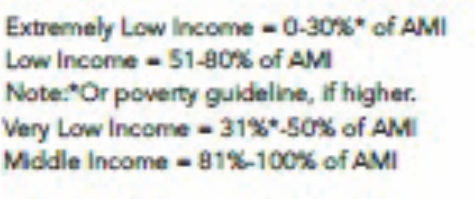 Extremely Low Income = 0-30%* of AMI
Low Income = 51-80% of AMI
Note:*Or poverty guideline, if higher.
Very Low Income = 31%*-50% of AMI
Middle Income = 81%-100% of AMI